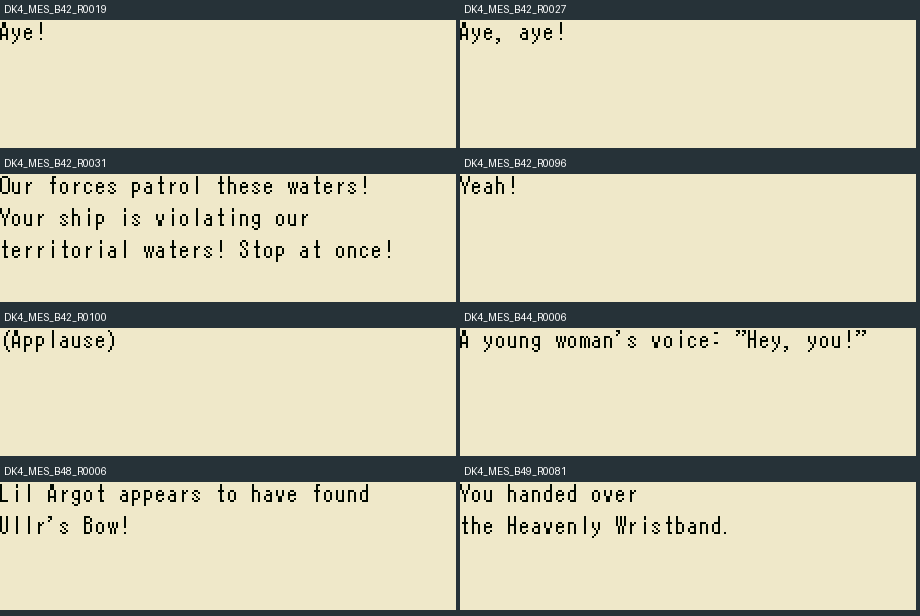 DK4_MES_B42_R0019
Aye!
DK4_MES_B42_R0027
Aye, aye!
DK4_MES_B42_R0031
Our forces patrol these waters!
Your ship is violating our
territorial waters! Stop at once!
DK4_MES_B42_R0096
Yeah!
DK4_MES_B42_R0100
(Applause)
DK4_MES_B44_R0006
A young woman’s voice: ”Hey, you!”
DK4_MES_B48_R0006
Lil Argot appears to have found
Ullr’s Bow!
DK4_MES_B49_R0081
You handed over
the Heavenly Wristband.